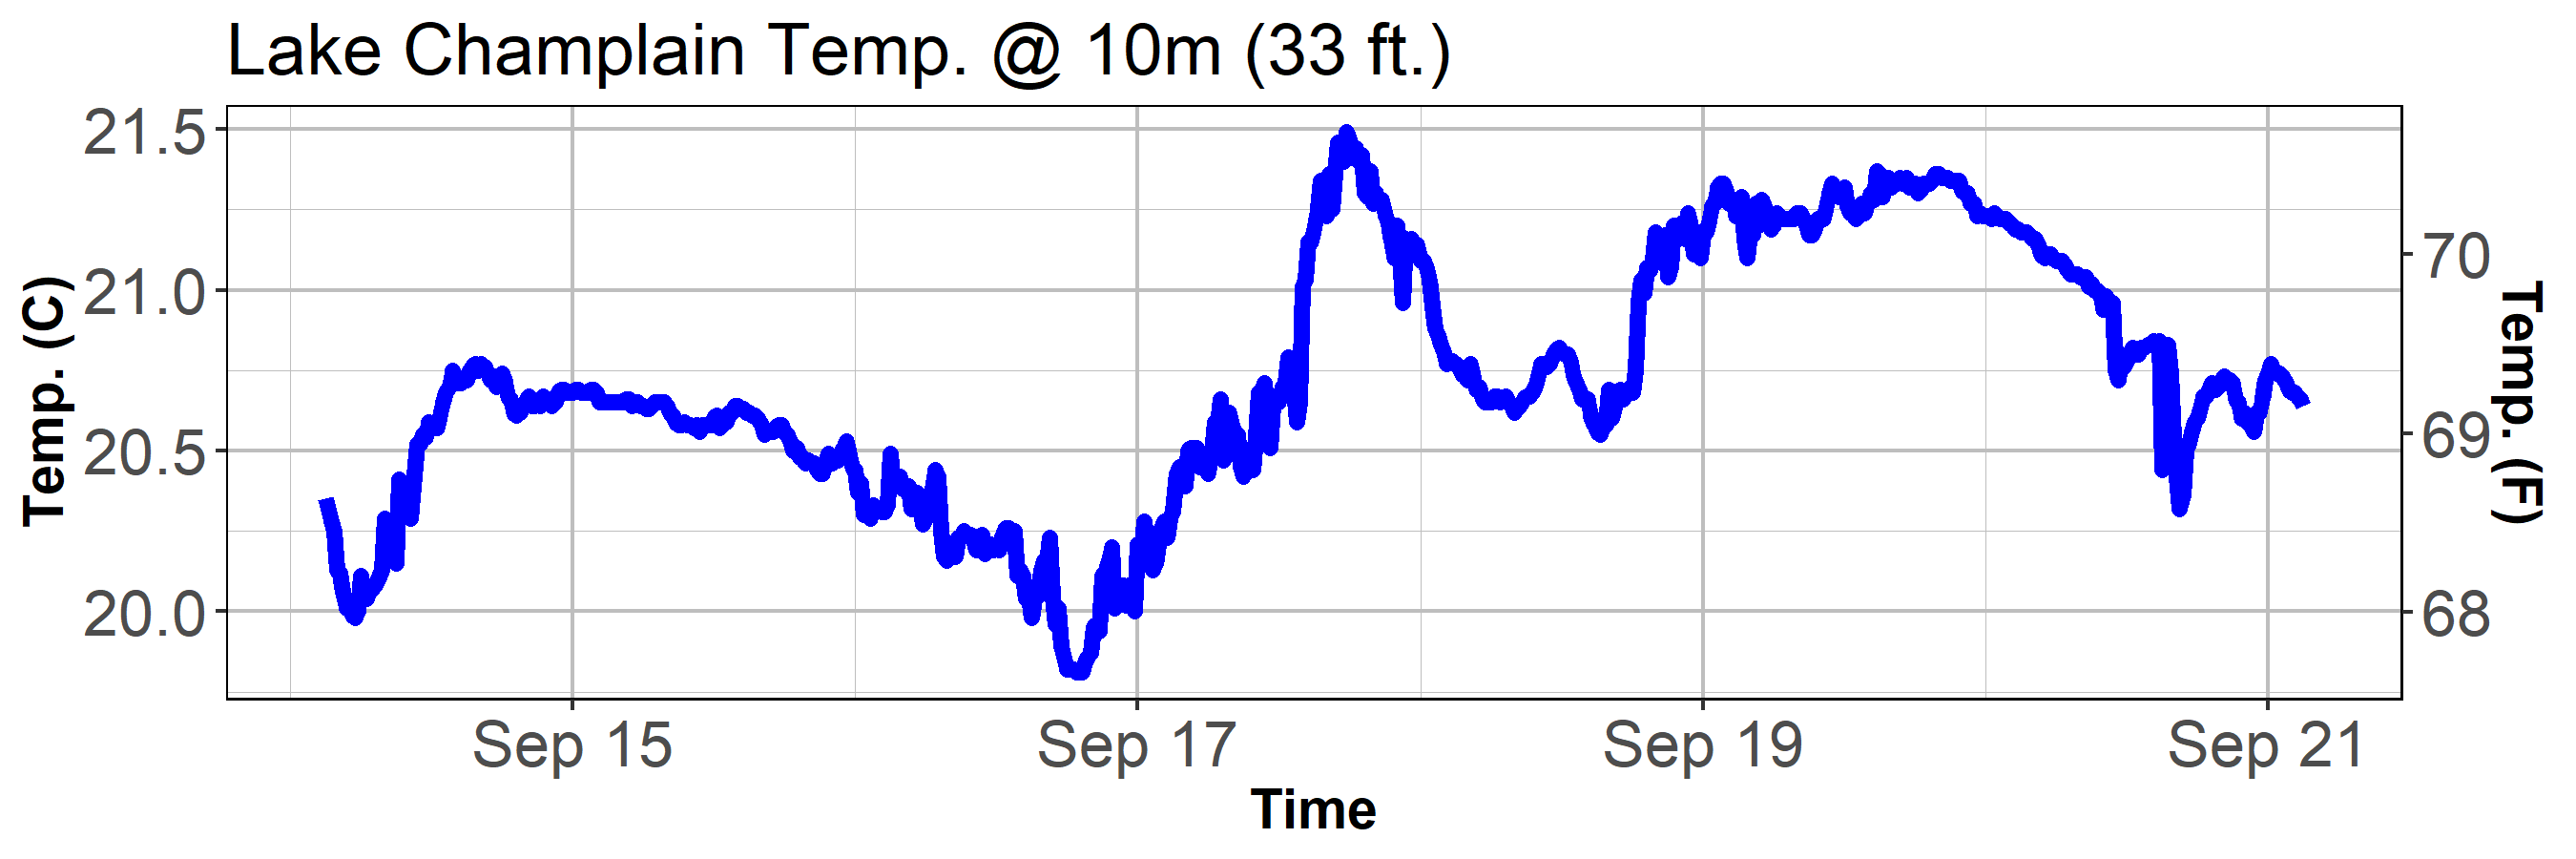 Lake Champlain Temp. @ 10m (33 ft.)
21.5
21.0
20.5
20.0
Temp. (C)
70
69
68
Temp. (F)
Sep 15
Sep 17
Sep 19
Sep 21
Time